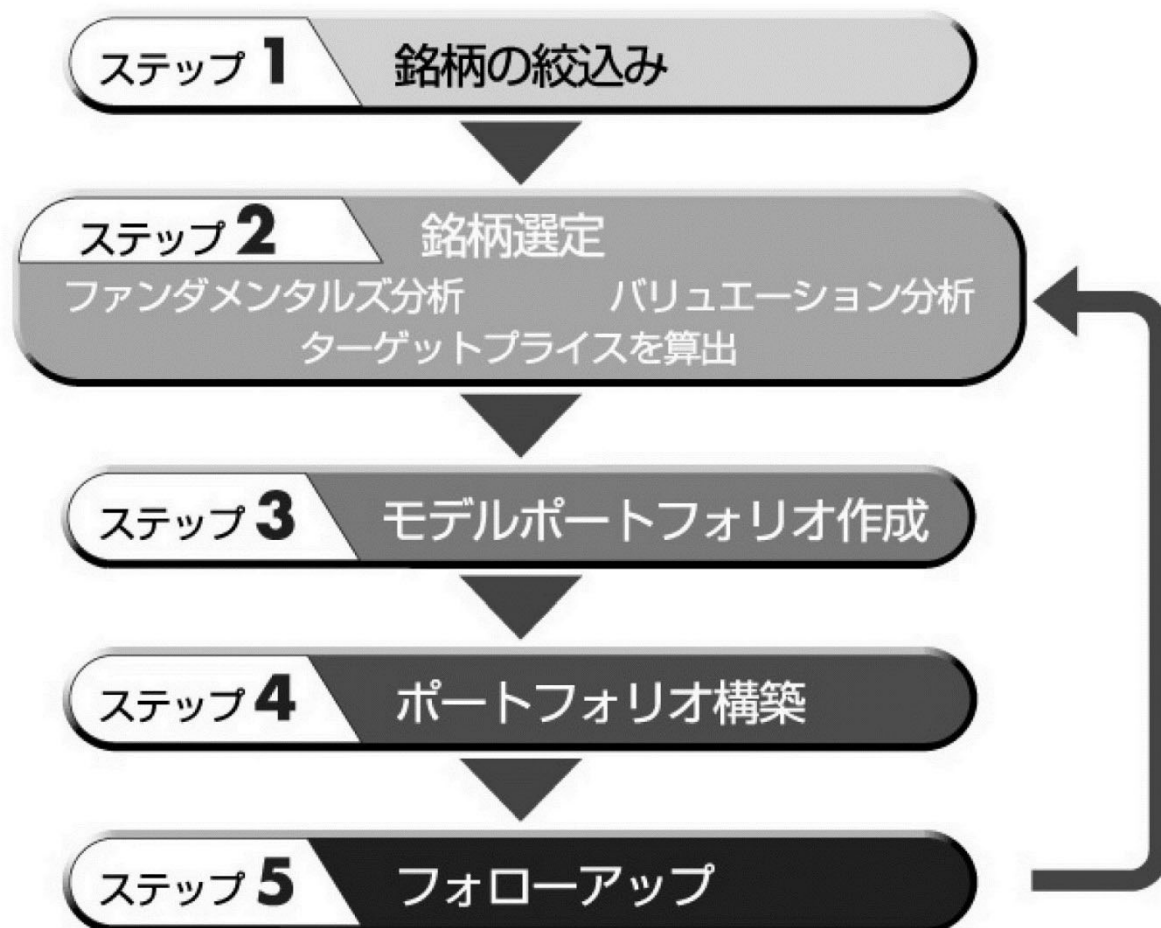 ステップ 1 銘柄の絞込み
ステップ 2 銘柄選定
ファンダメンタルズ分析 バリュエーション分析
ターゲットプライスを算出
ステップ 3 モデルポートフォリオ作成
ステップ 4 ポートフォリオ構築
ステップ 5 フォローアップ